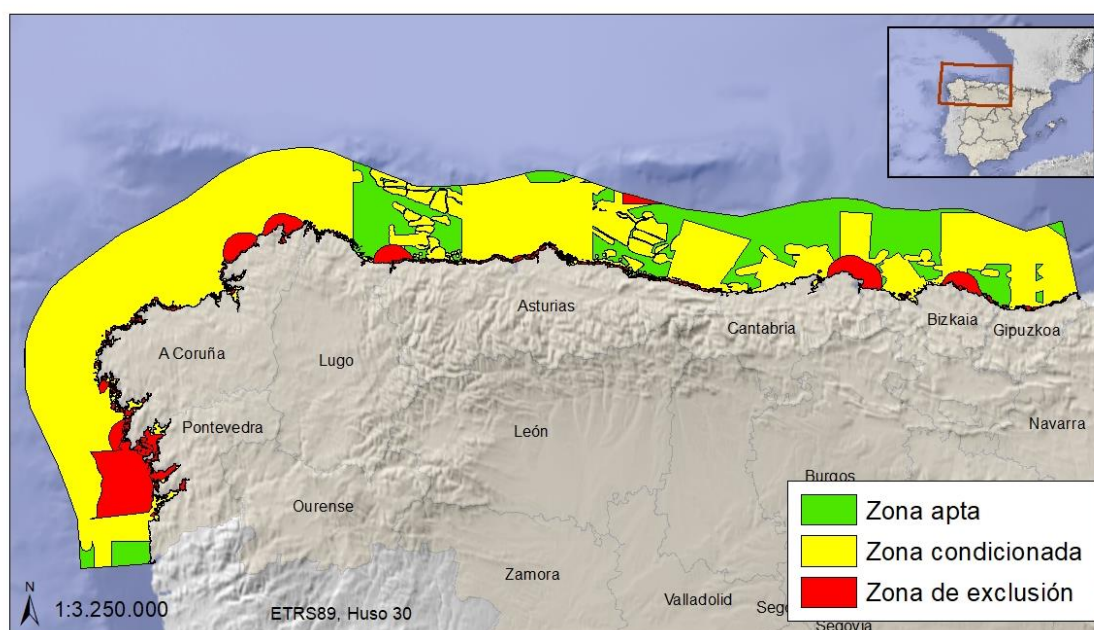 A Coruña
Lugo
Asturias
Cantabria
Bizkaia
Gipuzkoa
Navarra
Pontevedra
León
Burgos
Ourense
Zamora
Valladolid
Segovia
Zona apta
Zona condicionada
Zona de exclusión
N
1:3.250.000
ETRS89, Huso 30